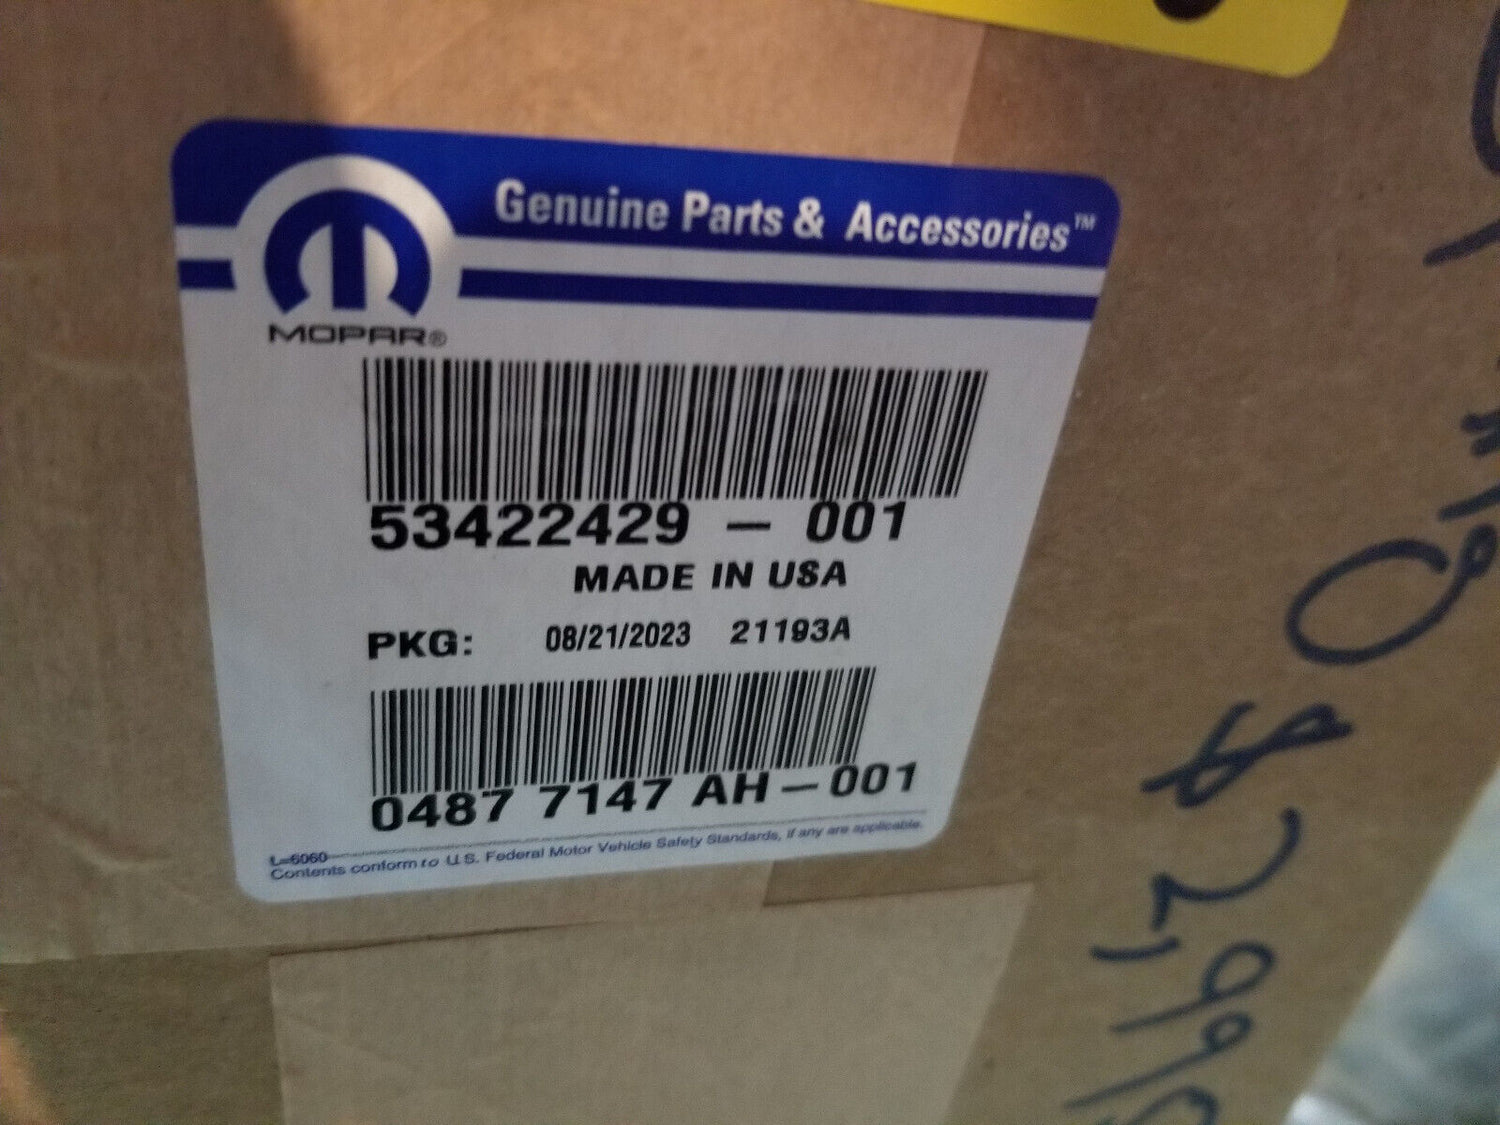 Genuine Parts & Accessories™
MOPAR®
53422429 — 001
MADE IN USA
PKG: 08/21/2023 21193A
0487 7147 AH — 001
L=6060
Contents conform to U.S. Federal Motor Vehicle Safety Standards, if any are applicable.